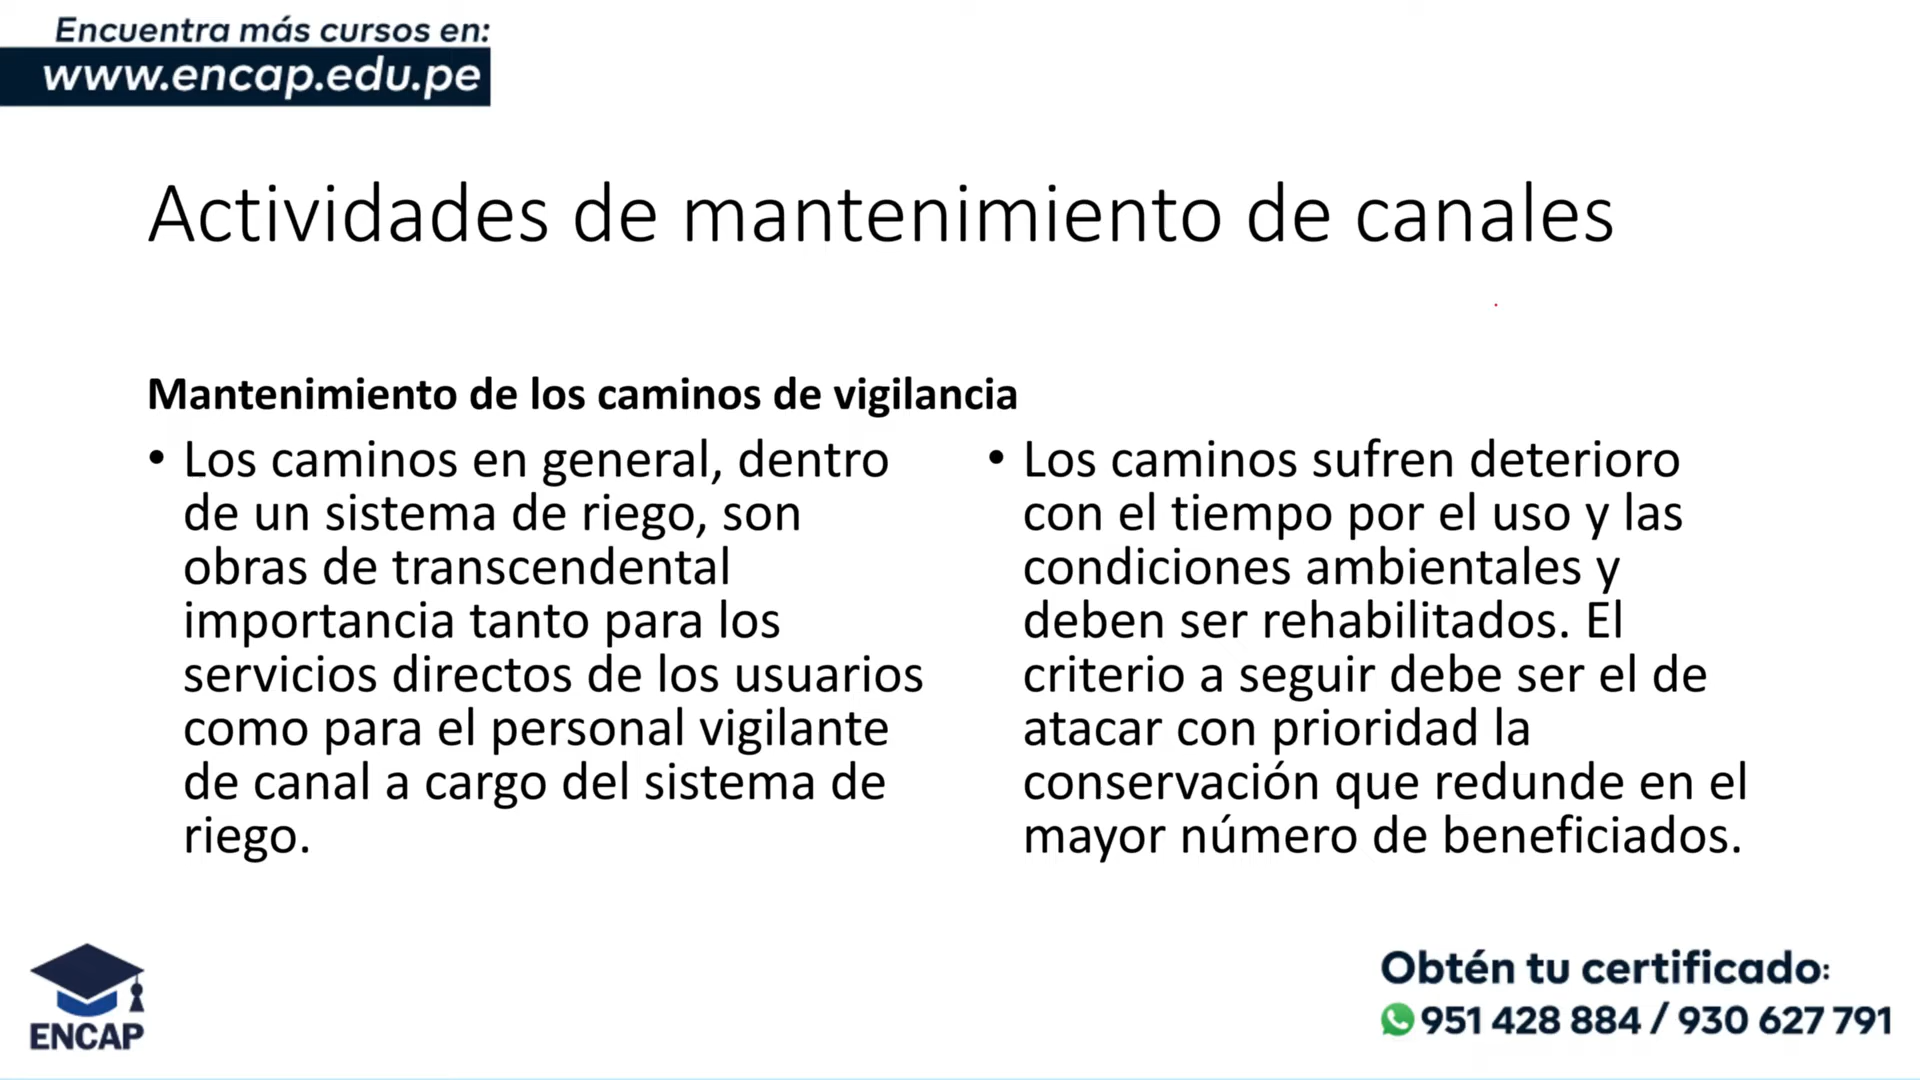 Encuentra más cursos en:
www.encap.edu.pe
Actividades de mantenimiento de canales
Mantenimiento de los caminos de vigilancia
• Los caminos en general, dentro
de un sistema de riego, son
obras de transcendental
importancia tanto para los
servicios directos de los usuarios
como para el personal vigilante
de canal a cargo del sistema de
riego.
• Los caminos sufren deterioro
con el tiempo por el uso y las
condiciones ambientales y
deben ser rehabilitados. El
criterio a seguir debe ser el de
atacar con prioridad la
conservación que redunde en el
mayor número de beneficiados.
ENCAP
Obtén tu certificado:
951 428 884 / 930 627 791